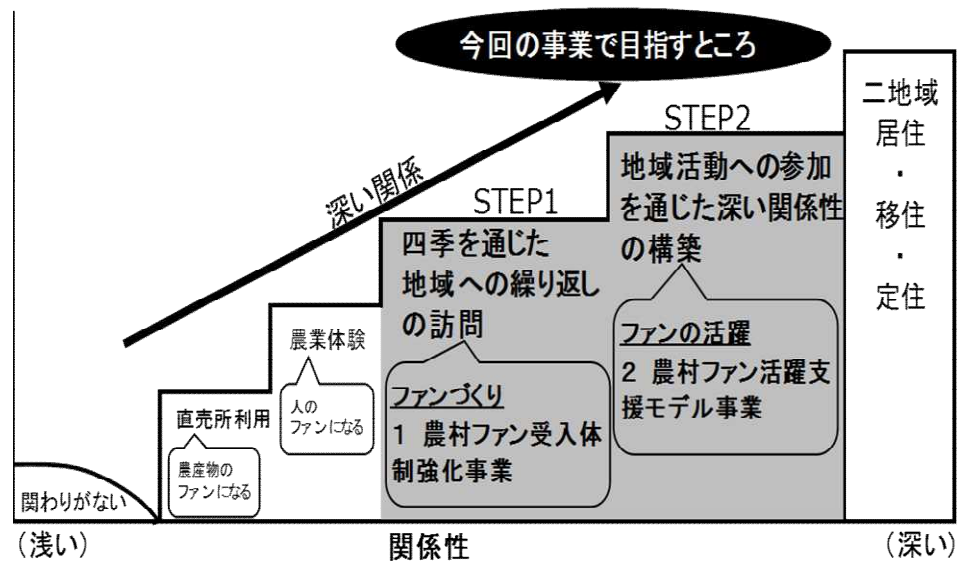 今回の事業で目指すところ
深い関係
関わりがない
直売所利用
農産物の
ファンになる
農業体験
人の
ファンになる
STEP1
四季を通じた
地域への繰り返し
の訪問
ファンづくり
1 農村ファン受入体
制強化事業
STEP2
地域活動への参加
を通じた深い関係性
の構築
ファンの活躍
2 農村ファン活躍支
援モデル事業
二地域
居住
・
移住
・
定住
(浅い)
関係性
(深い)